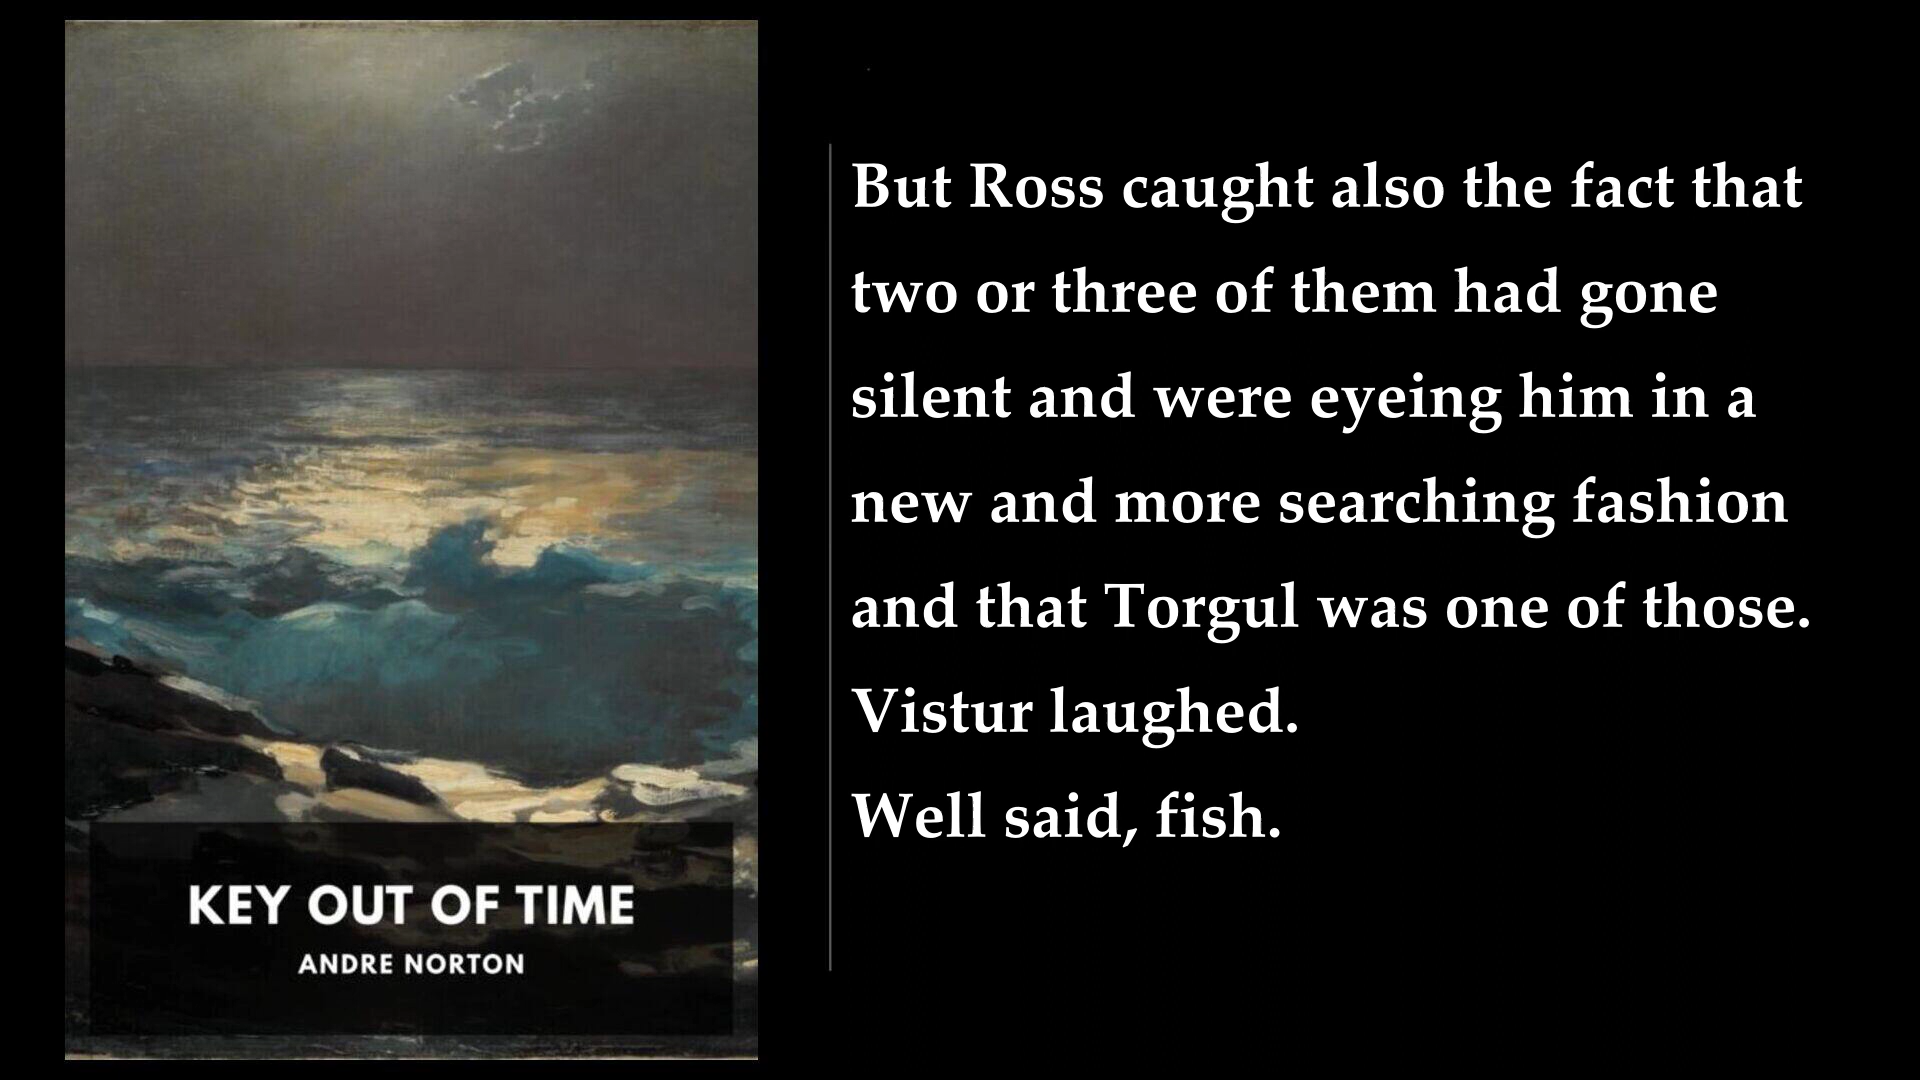 But Ross caught also the fact that
two or three of them had gone
silent and were eyeing him in a
new and more searching fashion
and that Torgul was one of those.
Vistur laughed.
Well said, fish.
KEY OUT OF TIME
ANDRE NORTON